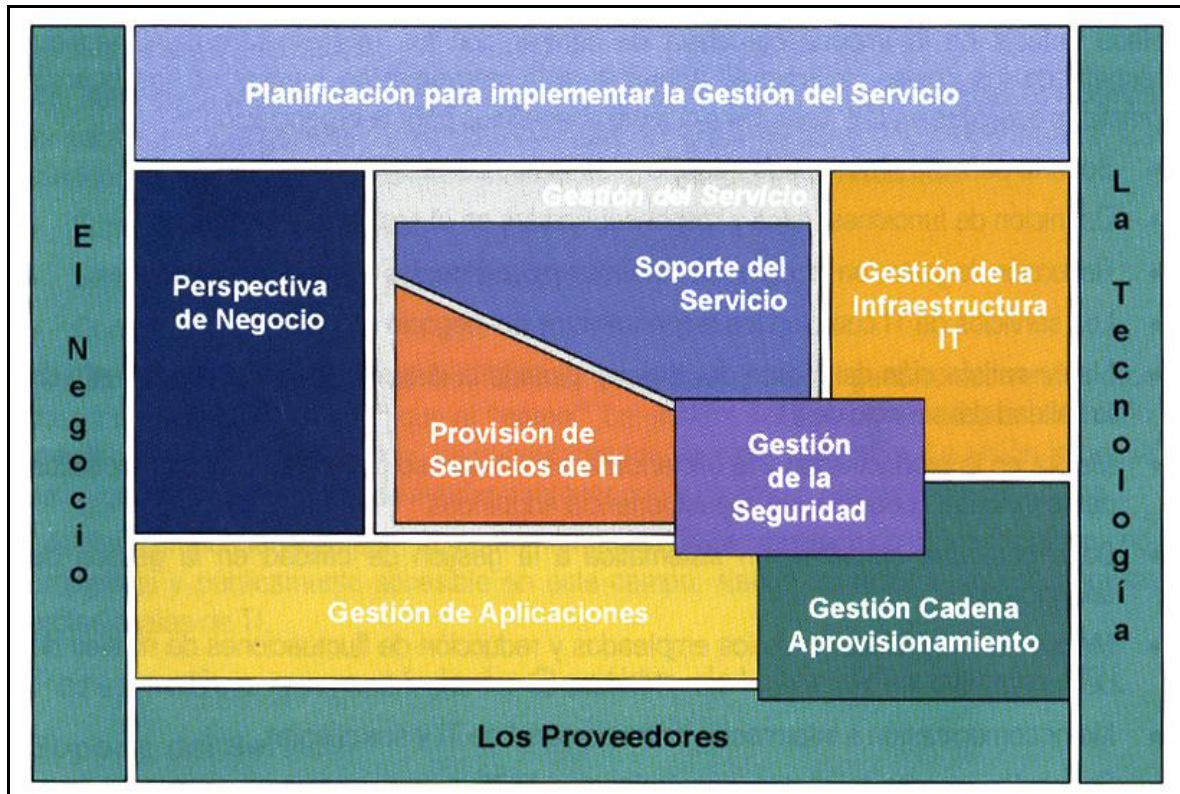 Planificación para implementar la Gestión del Servicio
El Negocio
Perspectiva
de Negocio
Gestión del Servicio
Soporte del
Servicio
Provisión de
Servicios de IT
Gestión
de la
Seguridad
Gestión de la
Infraestructura
IT
La Tecnología
Gestión de Aplicaciones
Gestión Cadena
Aprovisionamiento
Los Proveedores